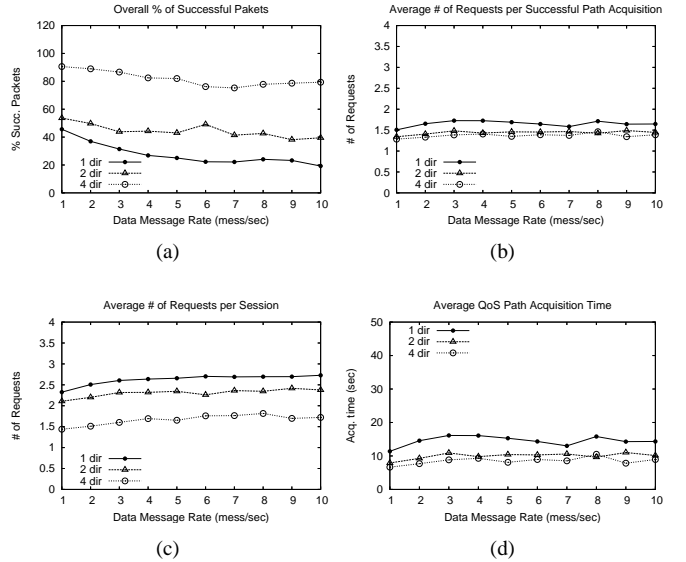 Overall % of Successful Pakets
120
100
80
60
40
20
0
% Succ. Packets
1 dir
2 dir
4 dir
1 2 3 4 5 6 7 8 9 10
Data Message Rate (mess/sec)
(a)
Average # of Requests per Successful Path Acquisition
4
3.5
3
2.5
2
1.5
1
0.5
0
# of Requests
1 dir
2 dir
4 dir
1 2 3 4 5 6 7 8 9 10
Data Message Rate (mess/sec)
(b)
Average # of Requests per Session
4
3.5
3
2.5
2
1.5
1
0.5
0
# of Requests
1 dir
2 dir
4 dir
1 2 3 4 5 6 7 8 9 10
Data Message Rate (mess/sec)
(c)
Average QoS Path Acquisition Time
50
40
30
20
10
0
Acq. time (sec)
1 dir
2 dir
4 dir
1 2 3 4 5 6 7 8 9 10
Data Message Rate (mess/sec)
(d)